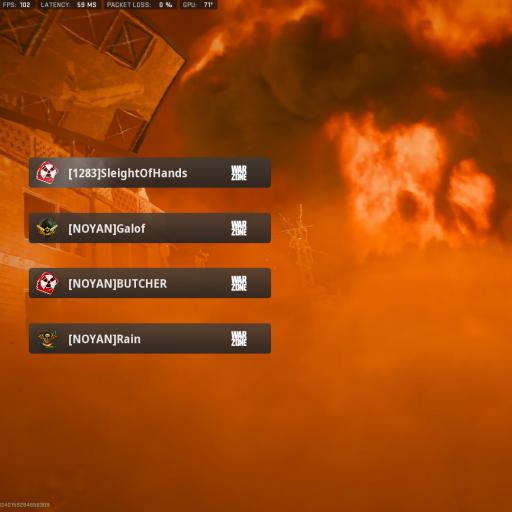 FPS: 102 LATENCY: 59 MS PACKET LOSS: 0 % GPU: 71°
[1283]SleightOfHands WAR ZONE
[NOYAN]Galof WAR ZONE
[NOYAN]BUTCHER WAR ZONE
[NOYAN]Rain WAR ZONE